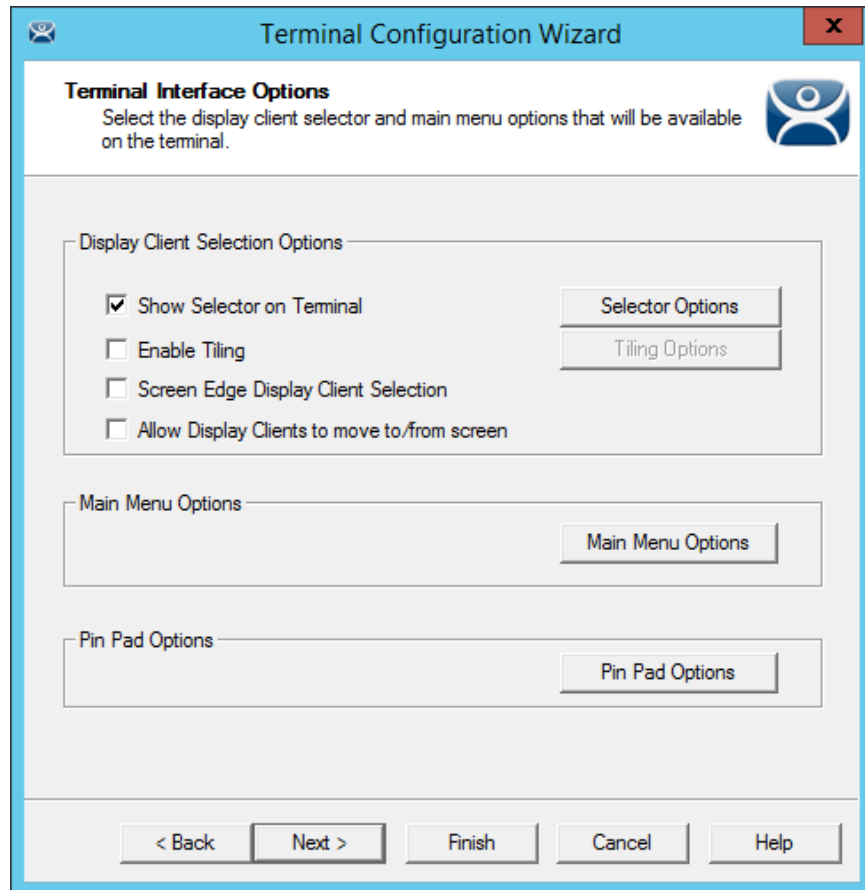 Terminal Configuration Wizard
x
Terminal Interface Options
Select the display client selector and main menu options that will be available
on the terminal.
Display Client Selection Options
Show Selector on Terminal
Selector Options
Enable Tiling
Tiling Options
Screen Edge Display Client Selection
Allow Display Clients to move to/from screen
Main Menu Options
Main Menu Options
Pin Pad Options
Pin Pad Options
< Back
Next >
Finish
Cancel
Help